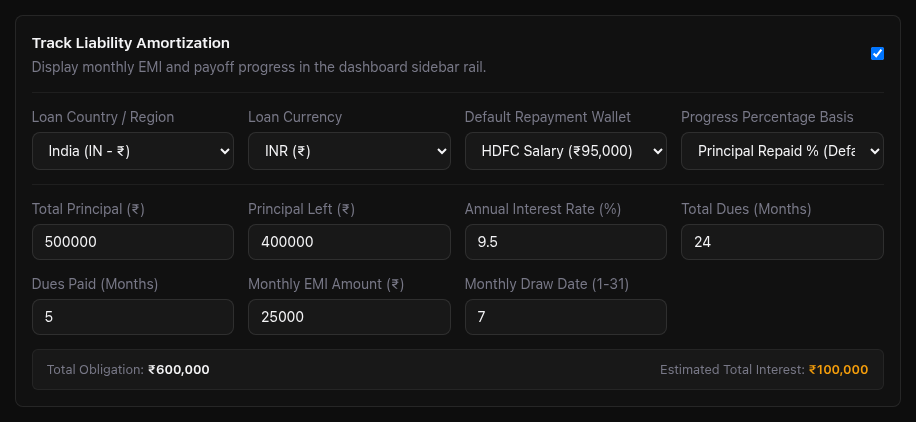 Track Liability Amortization
Display monthly EMI and payoff progress in the dashboard sidebar rail.
Loan Country / Region
Loan Currency
Default Repayment Wallet
Progress Percentage Basis
India (IN - ₹)
INR (₹)
HDFC Salary (₹95,000)
Principal Repaid % (Defa
Total Principal (₹)
Principal Left (₹)
Annual Interest Rate (%)
Total Dues (Months)
500000
400000
9.5
24
Dues Paid (Months)
Monthly EMI Amount (₹)
Monthly Draw Date (1-31)
5
25000
7
Total Obligation: ₹600,000
Estimated Total Interest: ₹100,000